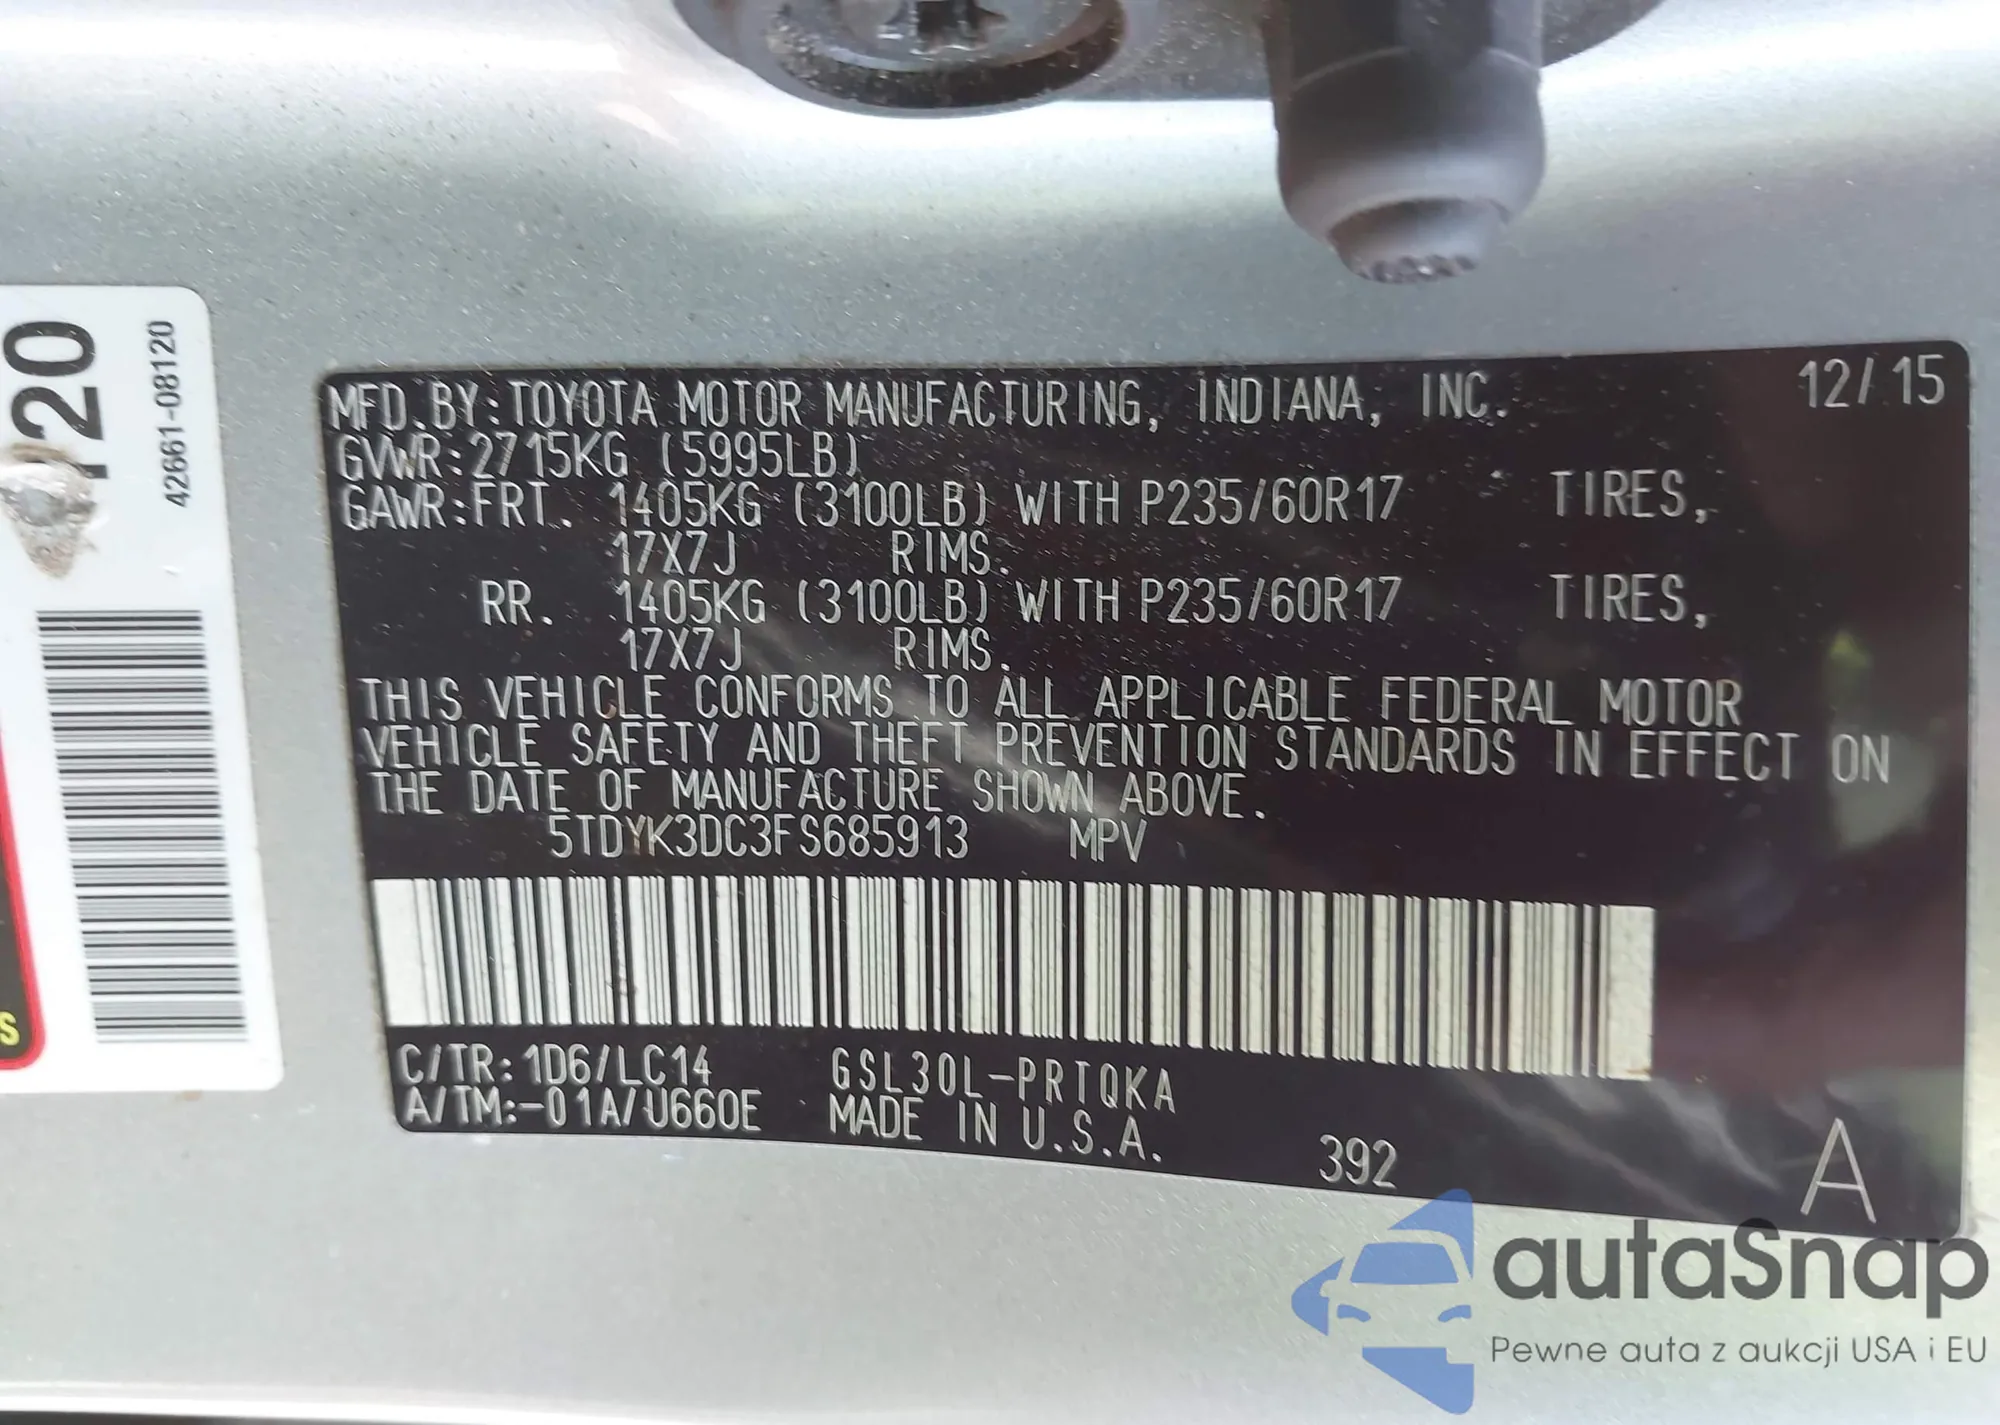 120
42661-08120
S
MFD.BY:TOYOTA MOTOR MANUFACTURING, INDIANA, INC. 12/15
GVWR:2715KG (5995LB)
GAWR:FRT. 1405KG (3100LB) WITH P235/60R17 TIRES,
17X7J RIMS.
RR. 1405KG (3100LB) WITH P235/60R17 TIRES,
17X7J RIMS.
THIS VEHICLE CONFORMS TO ALL APPLICABLE FEDERAL MOTOR
VEHICLE SAFETY AND THEFT PREVENTION STANDARDS IN EFFECT ON
THE DATE OF MANUFACTURE SHOWN ABOVE.
5TDYK3DC3FS685913 MPV
C/TR:1D6/LC14 GSL30L-PRTQKA
A/TM:-01A/U660E MADE IN U.S.A.
392 A
autoSnap
Pewne auta z aukcji USA i EU